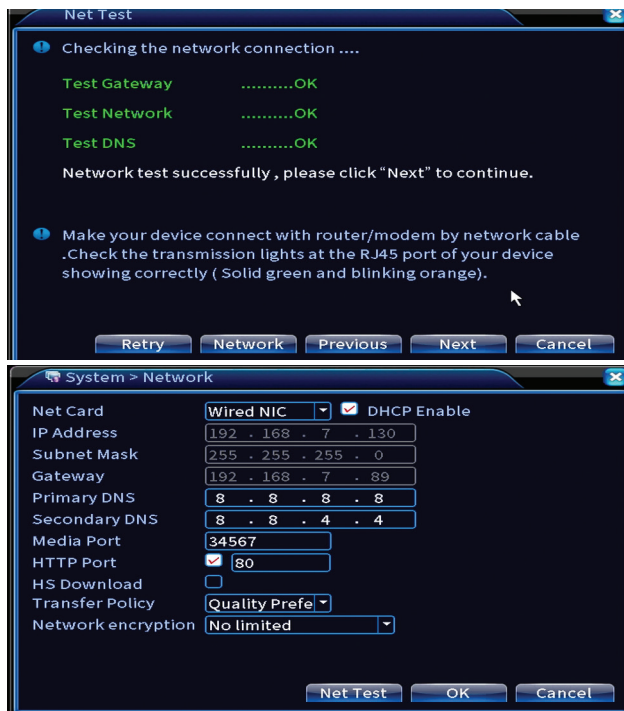 Net Test
Checking the network connection ....
Test Gateway ..........OK
Test Network ..........OK
Test DNS ..........OK
Network test successfully , please click “Next” to continue.
Make your device connect with router/modem by network cable
.Check the transmission lights at the RJ45 port of your device
showing correctly ( Solid green and blinking orange).
Retry Network Previous Next Cancel
System > Network
Net Card Wired NIC DHCP Enable
IP Address 192 . 168 . 7 . 130
Subnet Mask 255 . 255 . 255 . 0
Gateway 192 . 168 . 7 . 89
Primary DNS 8 . 8 . 8 . 8
Secondary DNS 8 . 8 . 4 . 4
Media Port 34567
HTTP Port 80
HS Download
Transfer Policy Quality Prefe
Network encryption No limited
Net Test OK Cancel